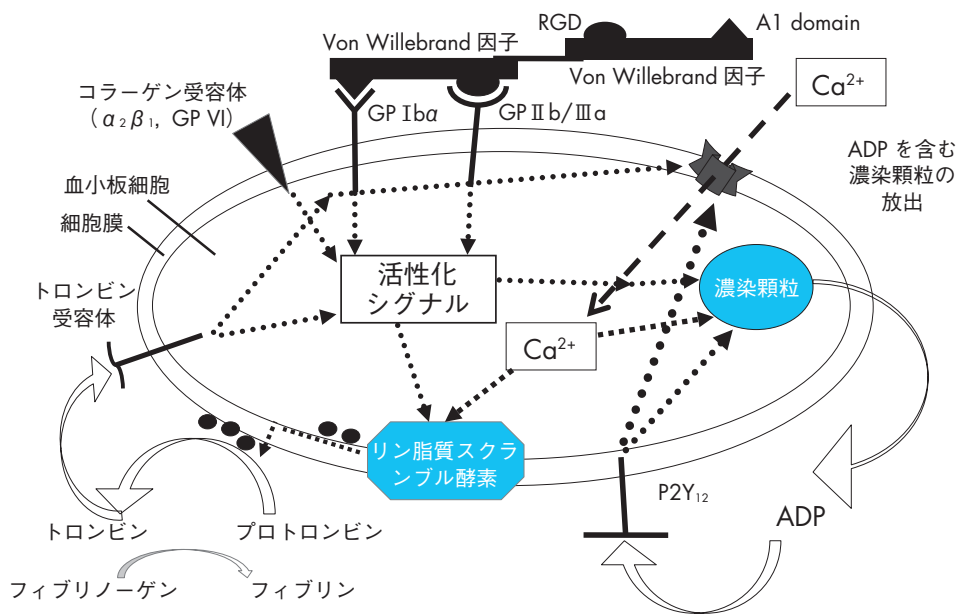 RGD
A1 domain
Von Willebrand 因子
Von Willebrand 因子
Ca2+
コラーゲン受容体
（α2β1, GP VI）
GP Ⅰbα
GP Ⅱb/Ⅲa
ADP を含む
濃染顆粒の
放出
血小板細胞
細胞膜
活性化
シグナル
濃染顆粒
トロンビン
受容体
Ca2+
リン脂質スクラ
ンブル酵素
P2Y12
ADP
トロンビン
プロトロンビン
フィブリノーゲン
フィブリン